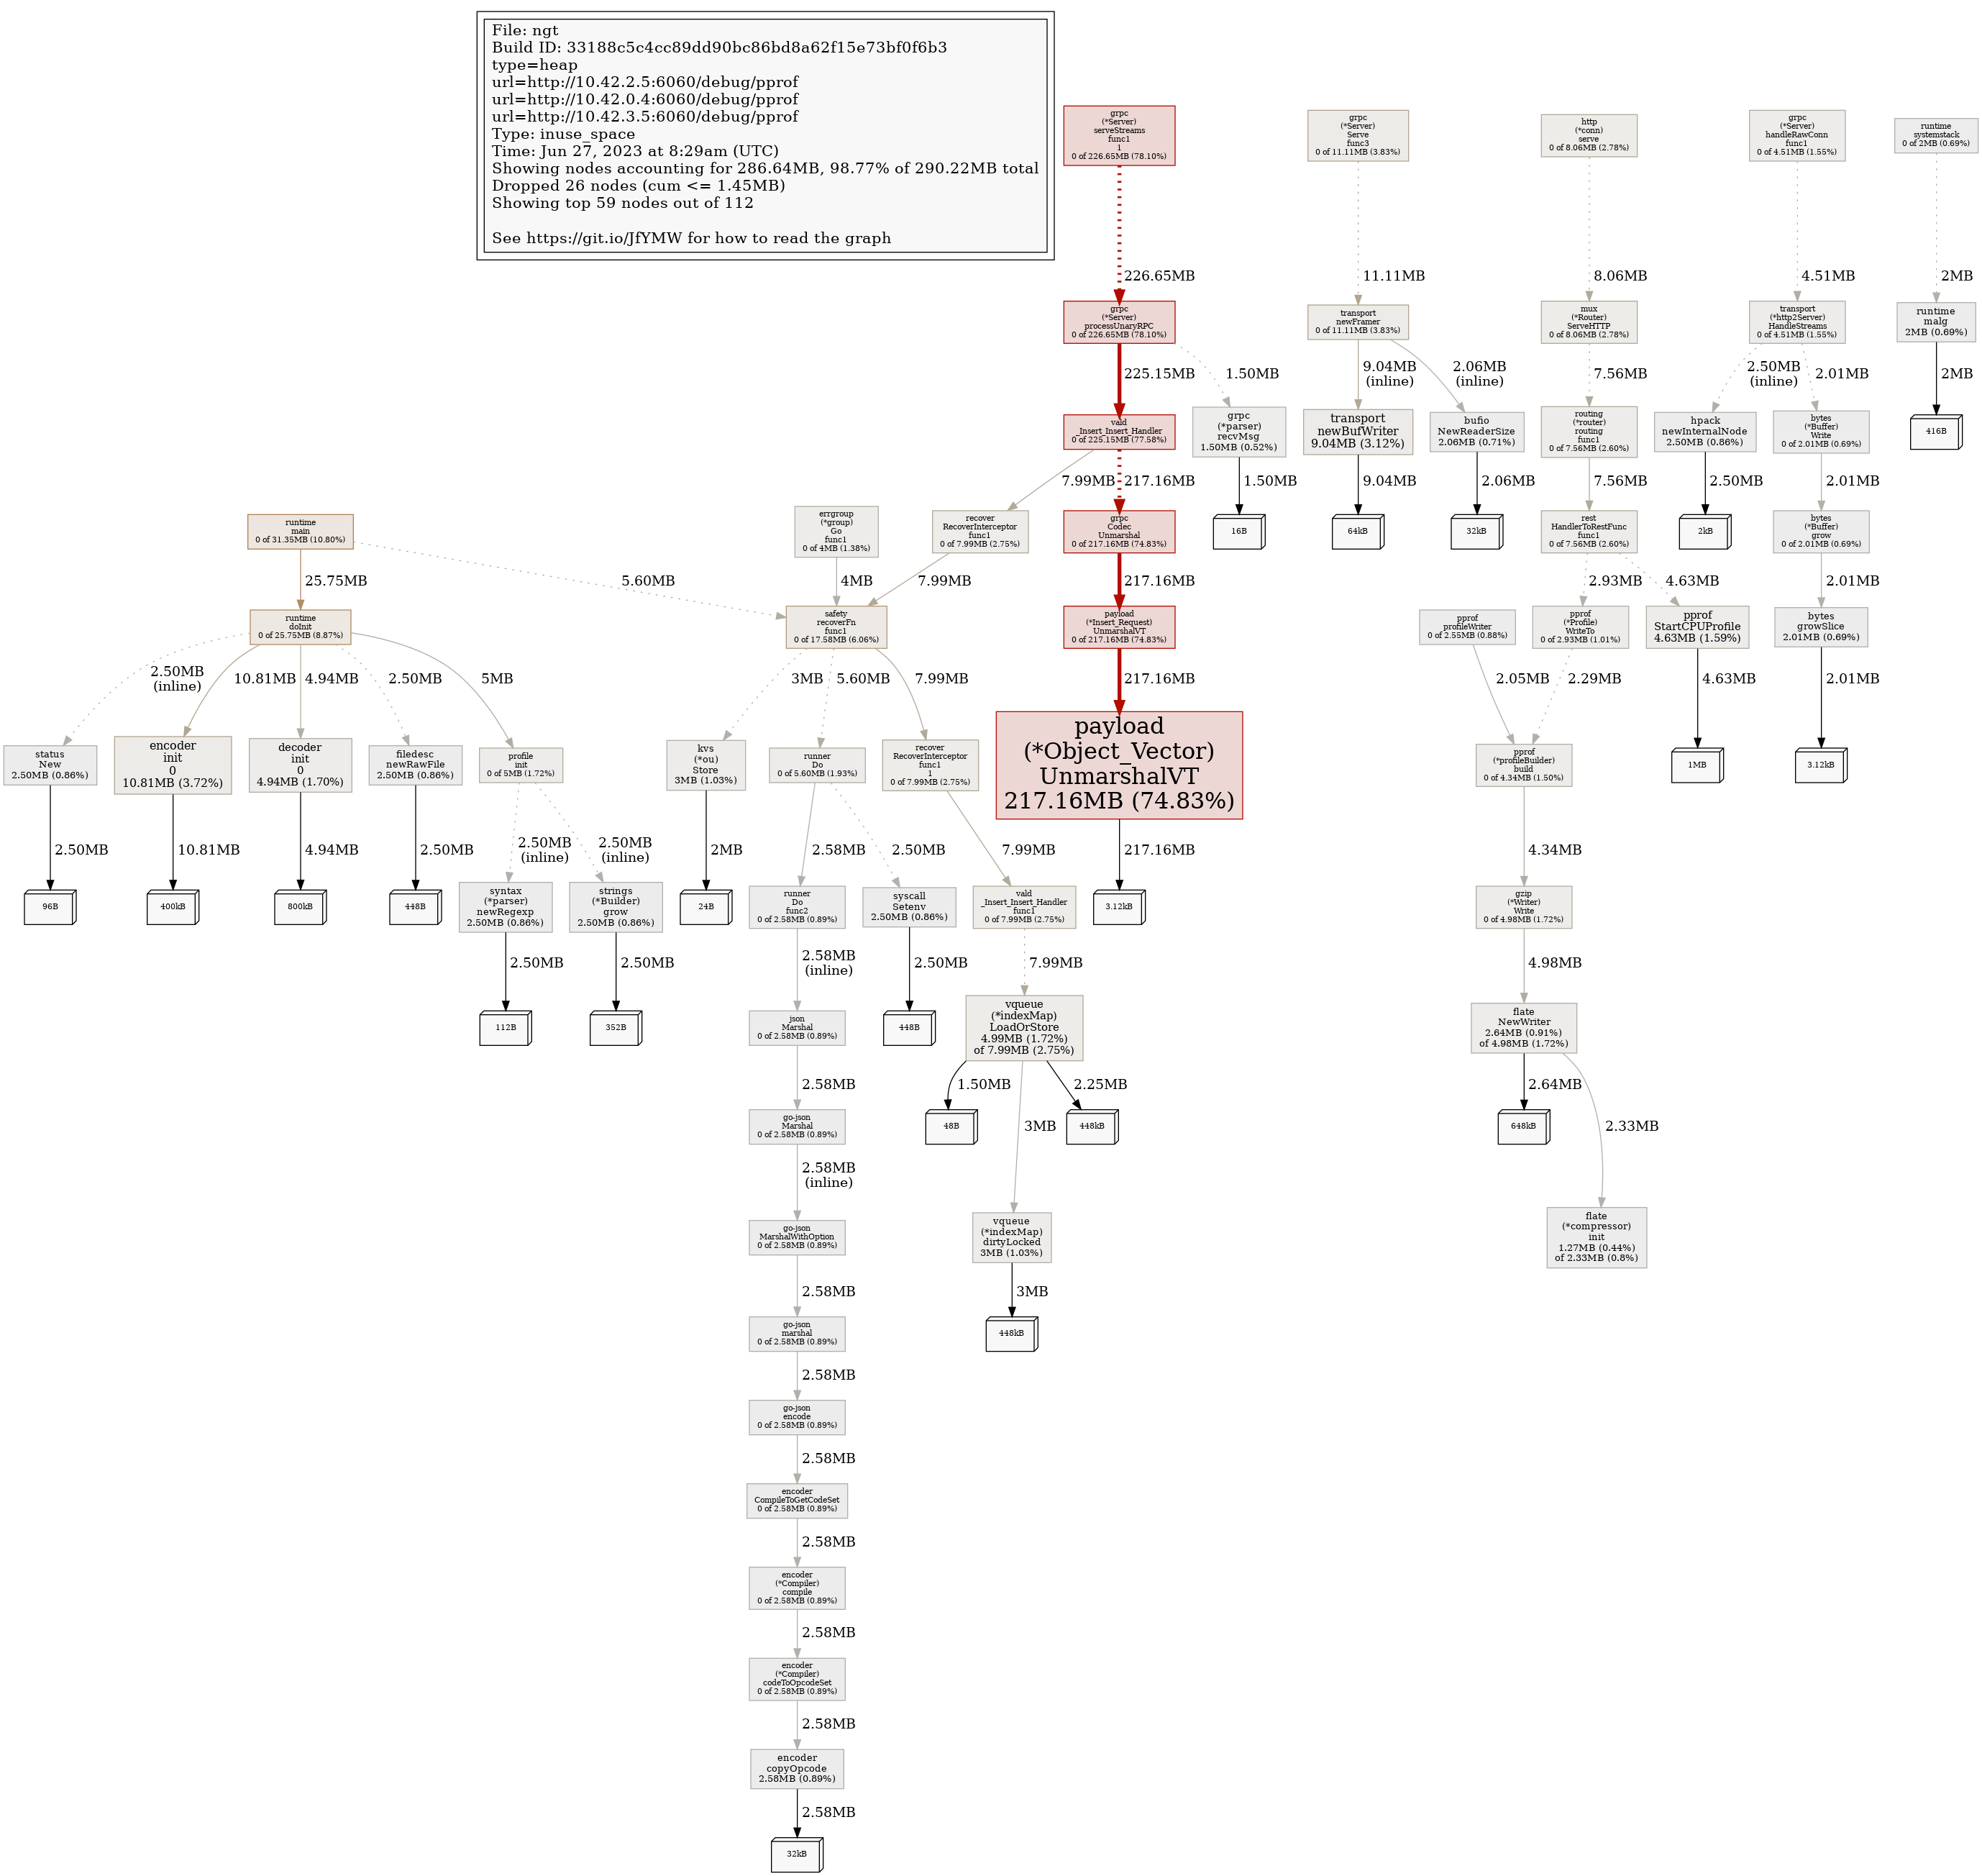 File: ngt
Build ID: 33188c5c4cc89dd90bc86bd8a62f15e73bf0f6b3
type=heap
url=http://10.42.2.5:6060/debug/pprof
url=http://10.42.0.4:6060/debug/pprof
url=http://10.42.3.5:6060/debug/pprof
Type: inuse_space
Time: Jun 27, 2023 at 8:29am (UTC)
Showing nodes accounting for 286.64MB, 98.77% of 290.22MB total
Dropped 26 nodes (cum <= 1.45MB)
Showing top 59 nodes out of 112
See https://git.io/JfYMW for how to read the graph
grpc
(*Server)
serveStreams
func1
1
0 of 226.65MB (78.10%)
grpc
(*Server)
Serve
func3
0 of 11.11MB (3.83%)
http
(*conn)
serve
0 of 8.06MB (2.78%)
grpc
(*Server)
handleRawConn
func1
0 of 4.51MB (1.55%)
runtime
systemstack
0 of 2MB (0.69%)
226.65MB
11.11MB
8.06MB
4.51MB
2MB
grpc
(*Server)
processUnaryRPC
0 of 226.65MB (78.10%)
transport
newFramer
0 of 11.11MB (3.83%)
mux
(*Router)
ServeHTTP
0 of 8.06MB (2.78%)
transport
(*http2Server)
HandleStreams
0 of 4.51MB (1.55%)
runtime
malg
2MB (0.69%)
225.15MB
1.50MB
9.04MB
(inline)
2.06MB
(inline)
7.56MB
2.50MB
(inline)
2.01MB
2MB
vald
_Insert_Insert_Handler
0 of 225.15MB (77.58%)
grpc
(*parser)
recvMsg
1.50MB (0.52%)
transport
newBufWriter
9.04MB (3.12%)
bufio
NewReaderSize
2.06MB (0.71%)
routing
(*router)
routing
func1
0 of 7.56MB (2.60%)
hpack
newInternalNode
2.50MB (0.86%)
bytes
(*Buffer)
Write
0 of 2.01MB (0.69%)
416B
7.99MB
217.16MB
1.50MB
9.04MB
2.06MB
7.56MB
2.50MB
2.01MB
runtime
main
0 of 31.35MB (10.80%)
errgroup
(*group)
Go
func1
0 of 4MB (1.38%)
recover
RecoverInterceptor
func1
0 of 7.99MB (2.75%)
grpc
Codec
Unmarshal
0 of 217.16MB (74.83%)
16B
64kB
32kB
rest
HandlerToRestFunc
func1
0 of 7.56MB (2.60%)
2kB
bytes
(*Buffer)
grow
0 of 2.01MB (0.69%)
25.75MB
5.60MB
4MB
7.99MB
217.16MB
2.93MB
4.63MB
2.01MB
runtime
doInit
0 of 25.75MB (8.87%)
safety
recoverFn
func1
0 of 17.58MB (6.06%)
payload
(*Insert_Request)
UnmarshalVT
0 of 217.16MB (74.83%)
pprof
profileWriter
0 of 2.55MB (0.88%)
pprof
(*Profile)
WriteTo
0 of 2.93MB (1.01%)
pprof
StartCPUProfile
4.63MB (1.59%)
bytes
growSlice
2.01MB (0.69%)
2.50MB
(inline)
10.81MB
4.94MB
2.50MB
5MB
3MB
5.60MB
7.99MB
217.16MB
2.05MB
2.29MB
4.63MB
2.01MB
status
New
2.50MB (0.86%)
encoder
init
0
10.81MB (3.72%)
decoder
init
0
4.94MB (1.70%)
filedesc
newRawFile
2.50MB (0.86%)
profile
init
0 of 5MB (1.72%)
kvs
(*ou)
Store
3MB (1.03%)
runner
Do
0 of 5.60MB (1.93%)
recover
RecoverInterceptor
func1
1
0 of 7.99MB (2.75%)
payload
(*Object_Vector)
UnmarshalVT
217.16MB (74.83%)
pprof
(*profileBuilder)
build
0 of 4.34MB (1.50%)
1MB
3.12kB
2.50MB
10.81MB
4.94MB
2.50MB
2.50MB
(inline)
2.50MB
(inline)
2MB
2.58MB
2.50MB
7.99MB
217.16MB
4.34MB
96B
400kB
800kB
448B
syntax
(*parser)
newRegexp
2.50MB (0.86%)
strings
(*Builder)
grow
2.50MB (0.86%)
24B
runner
Do
func2
0 of 2.58MB (0.89%)
syscall
Setenv
2.50MB (0.86%)
vald
_Insert_Insert_Handler
func1
0 of 7.99MB (2.75%)
3.12kB
gzip
(*Writer)
Write
0 of 4.98MB (1.72%)
2.50MB
2.50MB
2.58MB
(inline)
2.50MB
7.99MB
4.98MB
112B
352B
json
Marshal
0 of 2.58MB (0.89%)
448B
vqueue
(*indexMap)
LoadOrStore
4.99MB (1.72%)
of 7.99MB (2.75%)
flate
NewWriter
2.64MB (0.91%)
of 4.98MB (1.72%)
2.58MB
1.50MB
3MB
2.25MB
2.64MB
2.33MB
go-json
Marshal
0 of 2.58MB (0.89%)
48B
448kB
648kB
2.58MB
(inline)
go-json
MarshalWithOption
0 of 2.58MB (0.89%)
vqueue
(*indexMap)
dirtyLocked
3MB (1.03%)
flate
(*compressor)
init
1.27MB (0.44%)
of 2.33MB (0.8%)
2.58MB
3MB
go-json
marshal
0 of 2.58MB (0.89%)
448kB
2.58MB
go-json
encode
0 of 2.58MB (0.89%)
2.58MB
encoder
CompileToGetCodeSet
0 of 2.58MB (0.89%)
2.58MB
encoder
(*Compiler)
compile
0 of 2.58MB (0.89%)
2.58MB
encoder
(*Compiler)
codeToOpcodeSet
0 of 2.58MB (0.89%)
2.58MB
encoder
copyOpcode
2.58MB (0.89%)
2.58MB
32kB